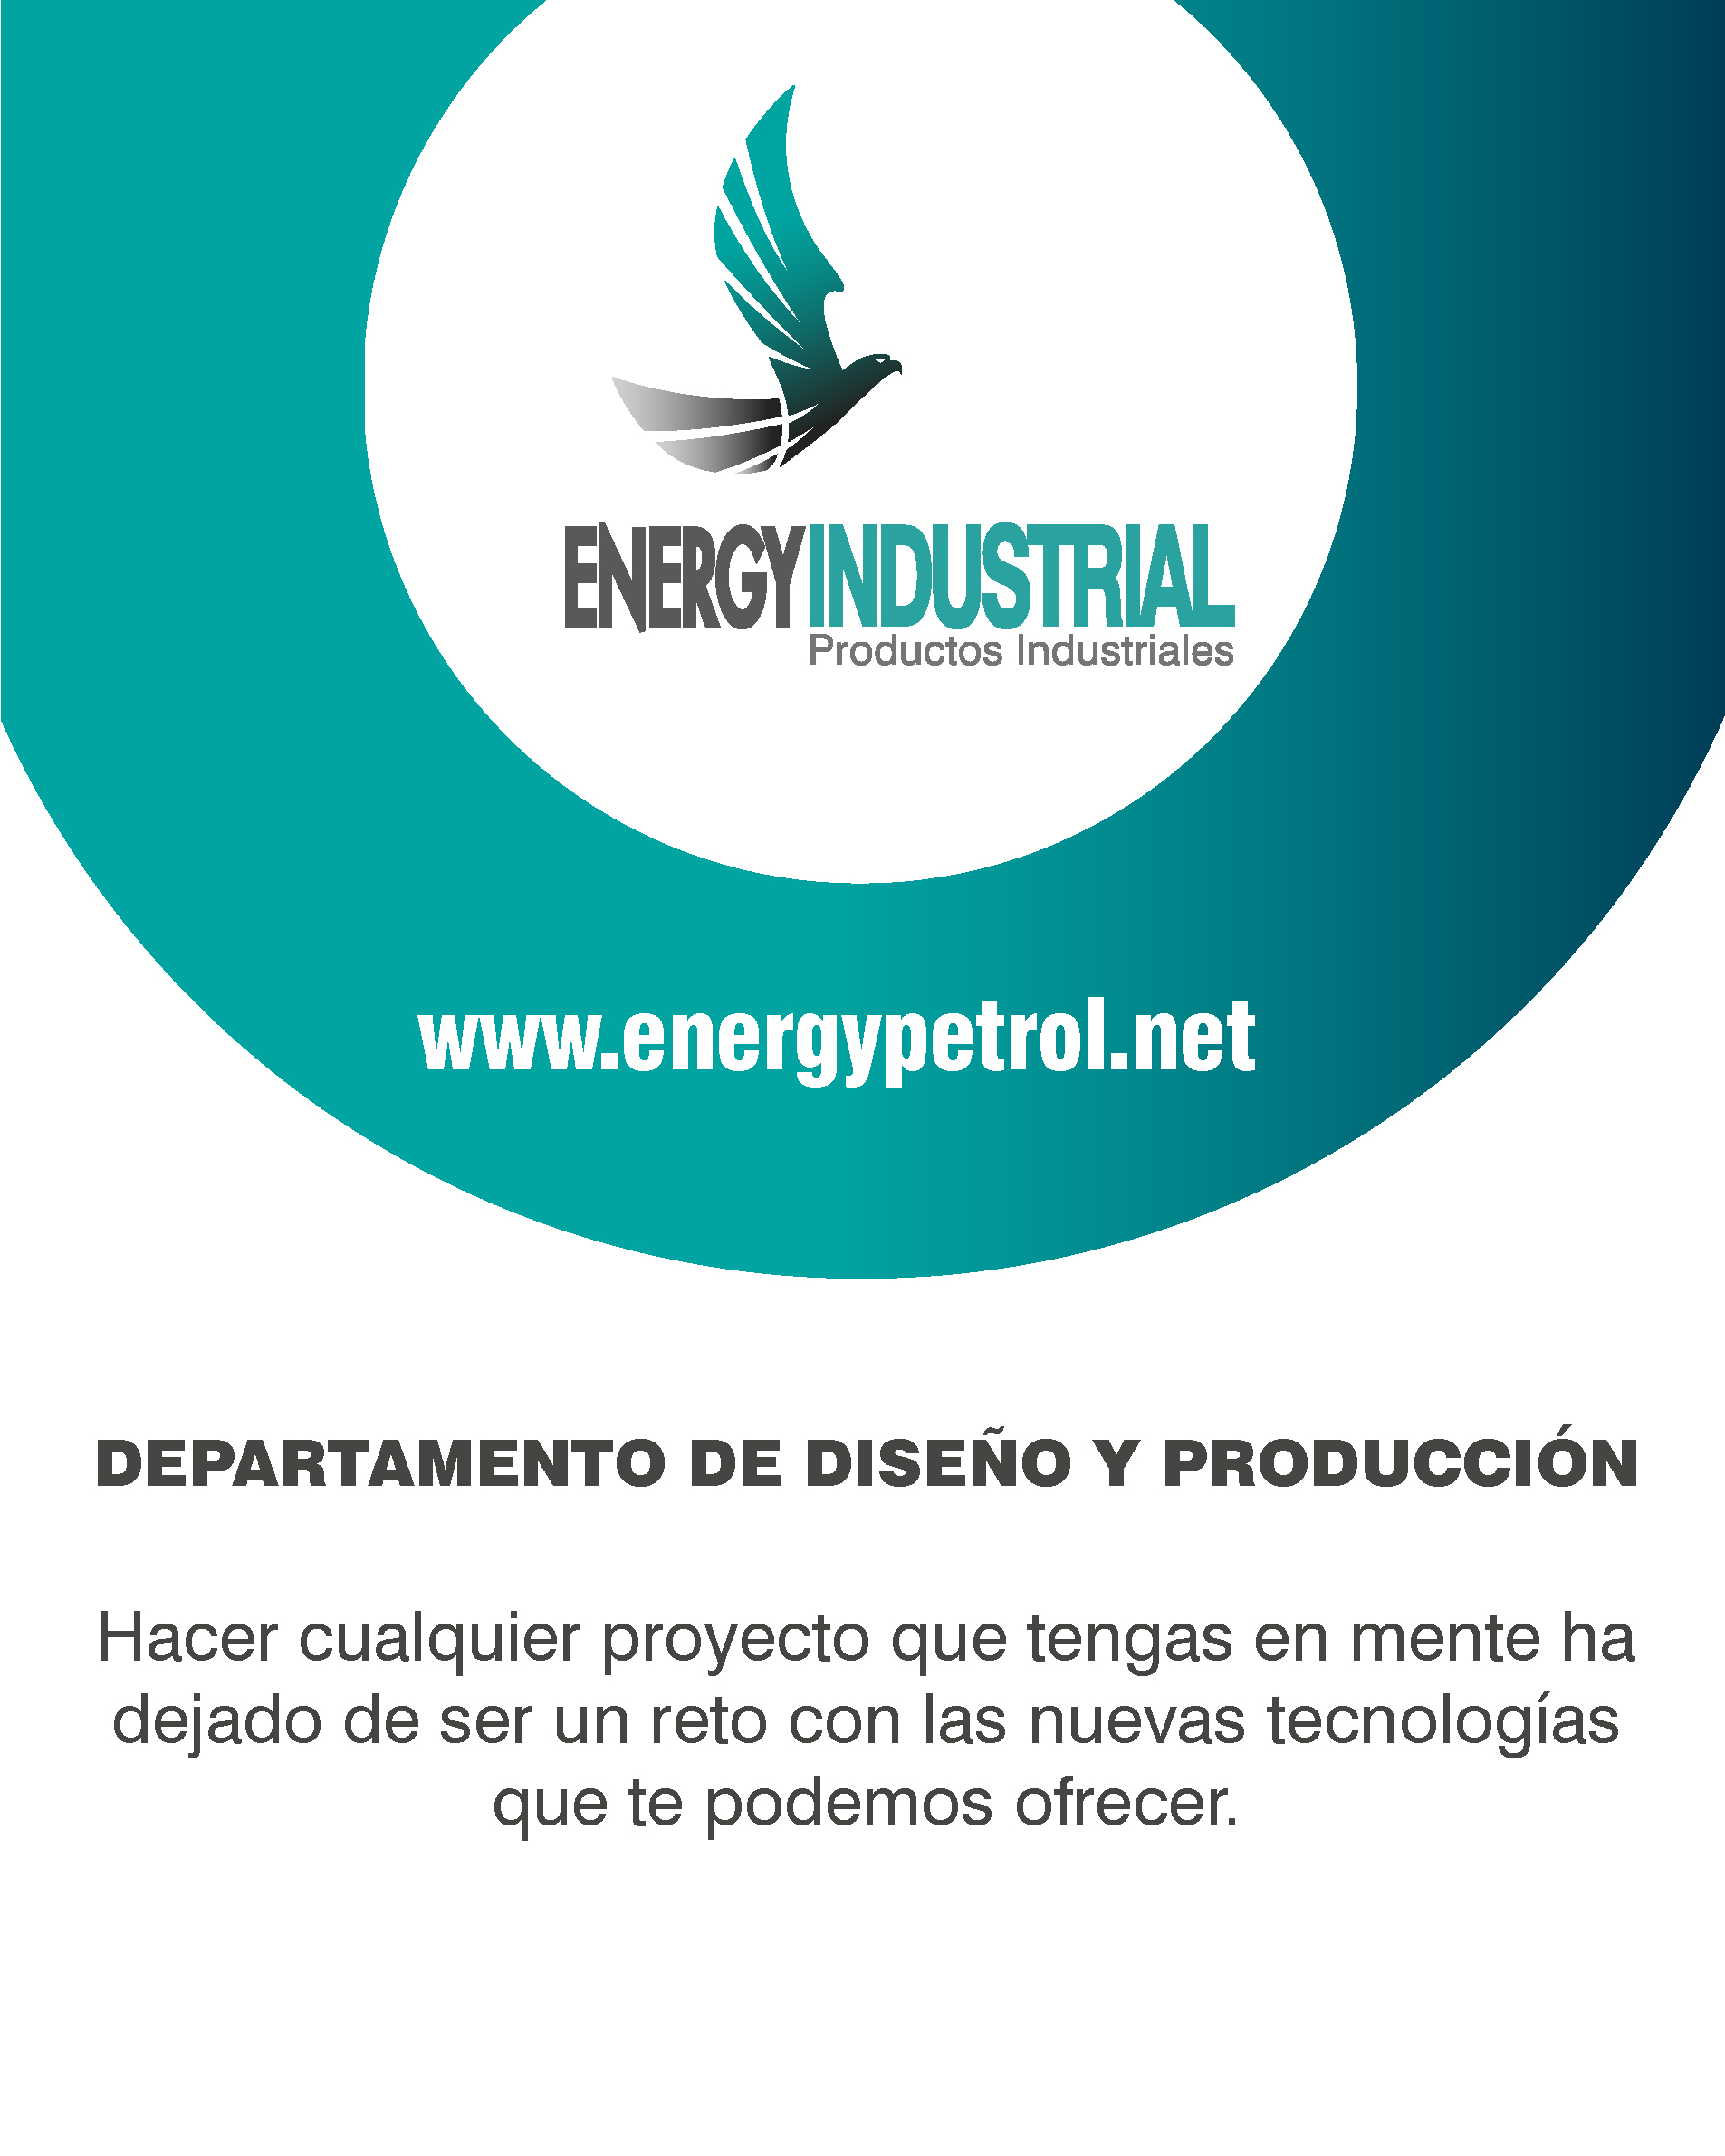 ENERGYINDUSTRIAL
Productos Industriales
www.energypetrol.net
DEPARTAMENTO DE DISEÑO Y PRODUCCIÓN
Hacer cualquier proyecto que tengas en mente ha
dejado de ser un reto con las nuevas tecnologías
que te podemos ofrecer.